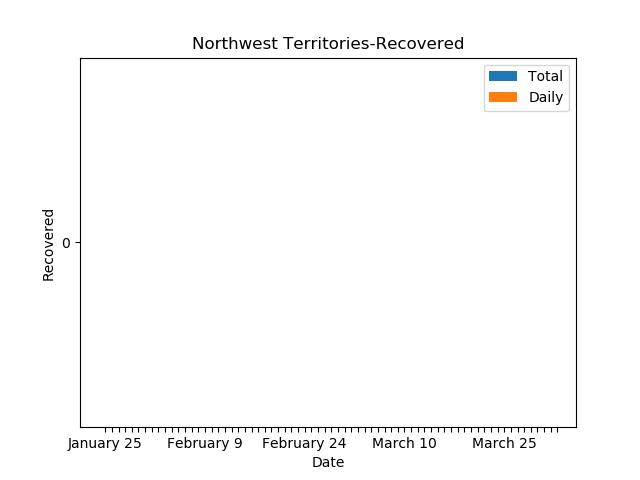 Northwest Territories-Recovered
Total
Daily
Recovered
0
January 25 February 9 February 24 March 10 March 25
Date